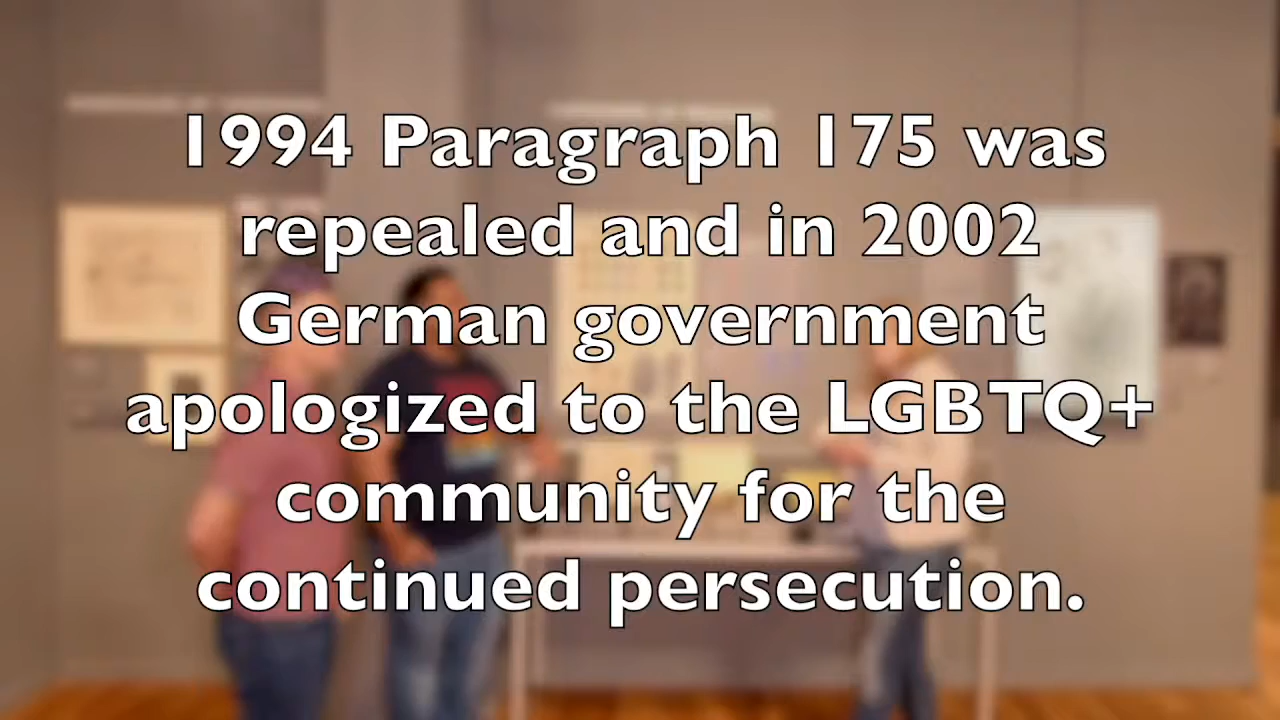 1994 Paragraph 175 was
repealed and in 2002
German government
apologized to the LGBTQ+
community for the
continued persecution.